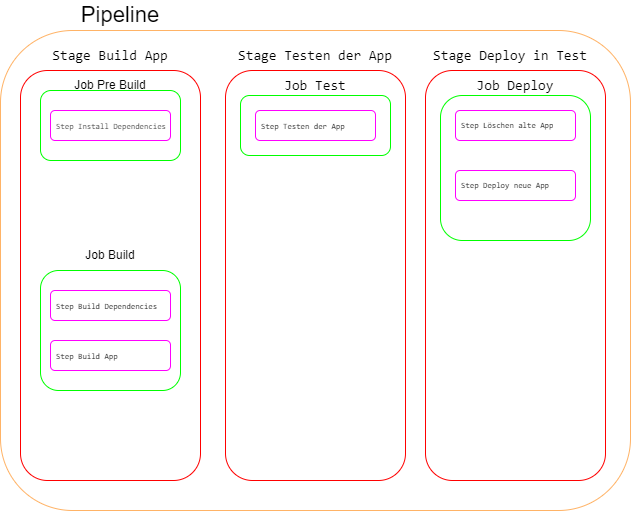 Pipeline
Stage Build App
Job Pre Build
Step Install Dependencies
Job Build
Step Build Dependencies
Step Build App
Stage Testen der App
Job Test
Step Testen der App
Stage Deploy in Test
Job Deploy
Step Löschen alte App
Step Deploy neue App